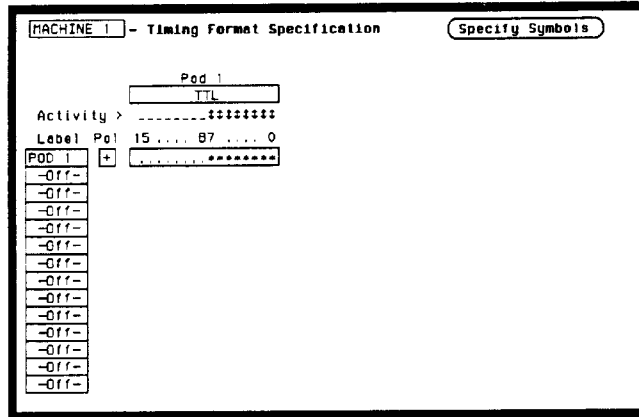 MACHINE 1 - Timing Format Specification Specify Symbols
Pod 1
TTL
Activity > ________↕↕↕↕↕↕↕↕
Label Pol 15 .... 87 .... 0
POD 1 + ........********
-Off-
-Off-
-Off-
-Off-
-Off-
-Off-
-Off-
-Off-
-Off-
-Off-
-Off-
-Off-
-Off-